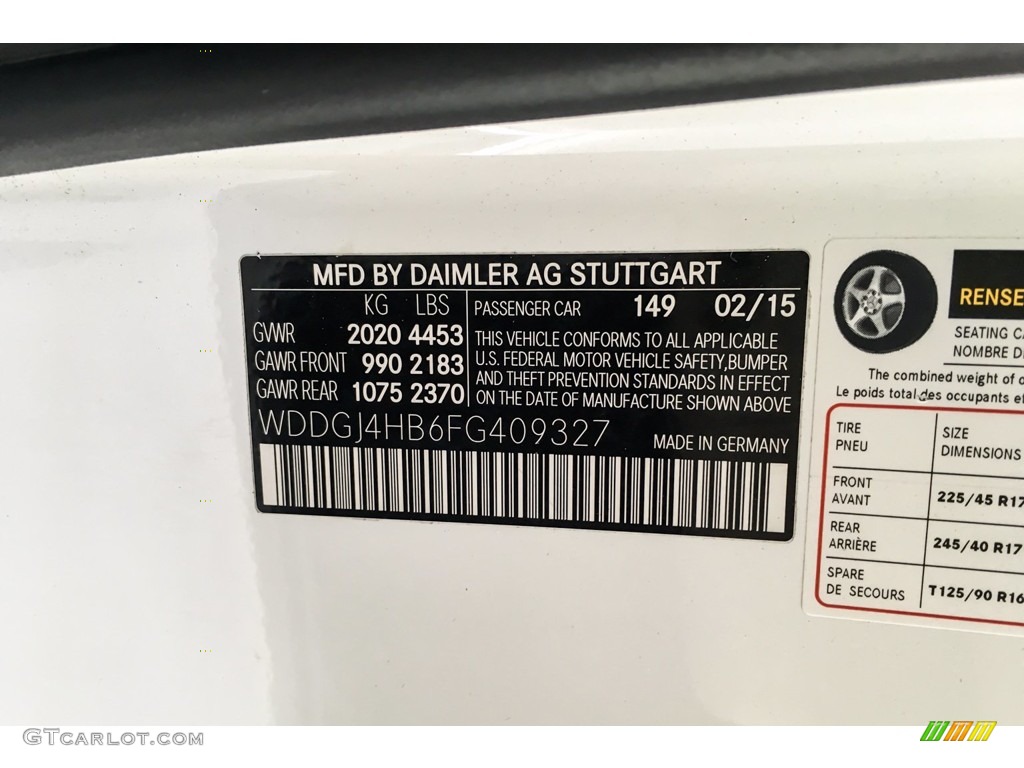 MFD BY DAIMLER AG STUTTGART
KG LBS
GVWR 2020 4453
GAWR FRONT 990 2183
GAWR REAR 1075 2370
PASSENGER CAR 149 02/15
THIS VEHICLE CONFORMS TO ALL APPLICABLE
U.S. FEDERAL MOTOR VEHICLE SAFETY, BUMPER
AND THEFT PREVENTION STANDARDS IN EFFECT
ON THE DATE OF MANUFACTURE SHOWN ABOVE
WDDGJ4HB6FG409327
MADE IN GERMANY
RENSE
SEATING CA
NOMBRE D
The combined weight of
Le poids total des occupants et
TIRE
PNEU
SIZE
DIMENSIONS
FRONT
AVANT
225/45 R17
REAR
ARRIÈRE
245/40 R17
SPARE
DE SECOURS
T125/90 R16
GTCARLOT.COM